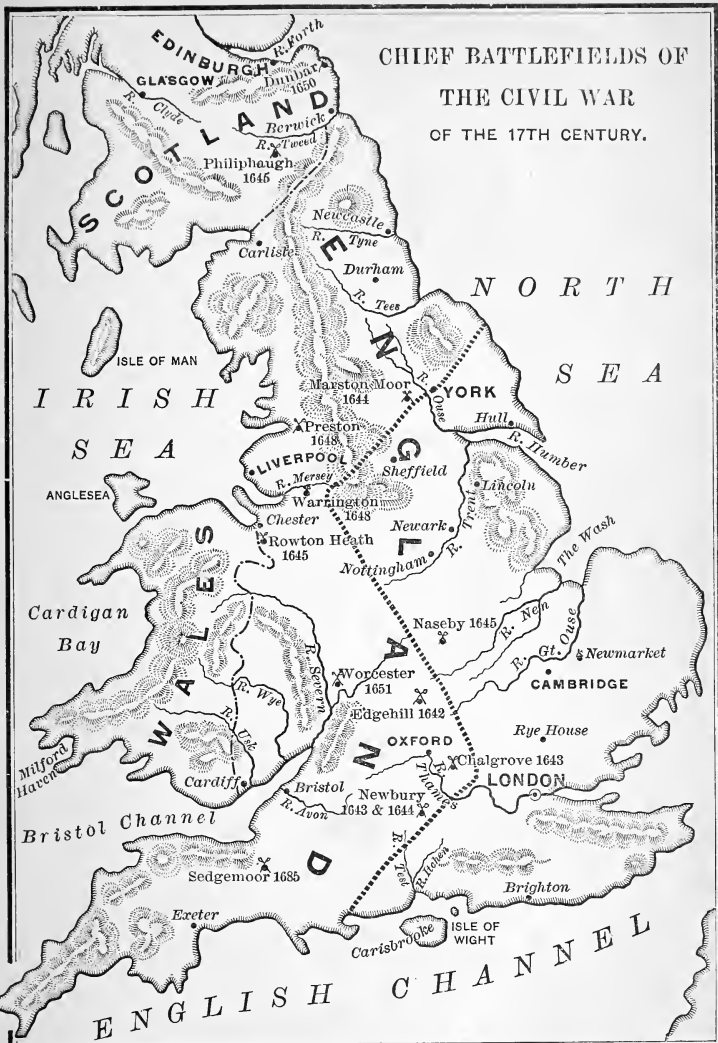 CHIEF BATTLEFIELDS OF
THE CIVIL WAR
OF THE 17TH CENTURY.
EDINBURGH
R. Forth
GLASGOW
Dunbar
1650
R. Clyde
SCOTLAND
Berwick
R. Tweed
Philiphaugh
1645
Newcastle
R. Tyne
Carlisle
Durham
R. Tees
NORTH
SEA
ISLE OF MAN
IRISH
SEA
ENGLAND
Marston Moor
1644
R. Ouse
YORK
Hull
R. Humber
Preston
1648
LIVERPOOL
Sheffield
R. Mersey
Lincoln
ANGLESEA
Warrington
1648
Chester
Rowton Heath
1645
Newark
R. Trent
Nottingham
The Wash
WALES
Cardigan
Bay
Naseby 1645
R. Nen
R. Gt. Ouse
Newmarket
CAMBRIDGE
R. Severn
Worcester
1651
R. Wye
Edgehill 1642
R. Usk
Rye House
OXFORD
Chalgrove 1643
R. Thames
LONDON
Milford
Haven
Cardiff
Bristol
R. Avon
Newbury
1643 & 1644
Bristol Channel
R. Test
R. Itchen
Sedgemoor 1685
Brighton
Exeter
Carisbrooke
ISLE OF
WIGHT
ENGLISH CHANNEL